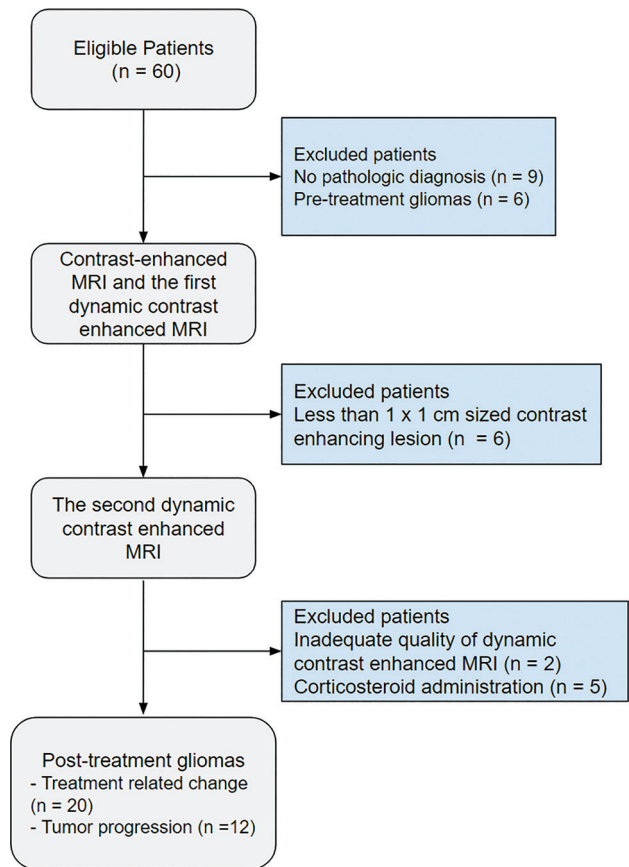 Eligible Patients
(n = 60)
Excluded patients
No pathologic diagnosis (n = 9)
Pre-treatment gliomas (n = 6)
Contrast-enhanced
MRI and the first
dynamic contrast
enhanced MRI
Excluded patients
Less than 1 x 1 cm sized contrast
enhancing lesion (n  = 6)
The second dynamic
contrast enhanced
MRI
Excluded patients
Inadequate quality of dynamic
contrast enhanced MRI (n = 2)
Corticosteroid administration (n = 5)
Post-treatment gliomas
- Treatment related change
(n = 20)
- Tumor progression (n =12)